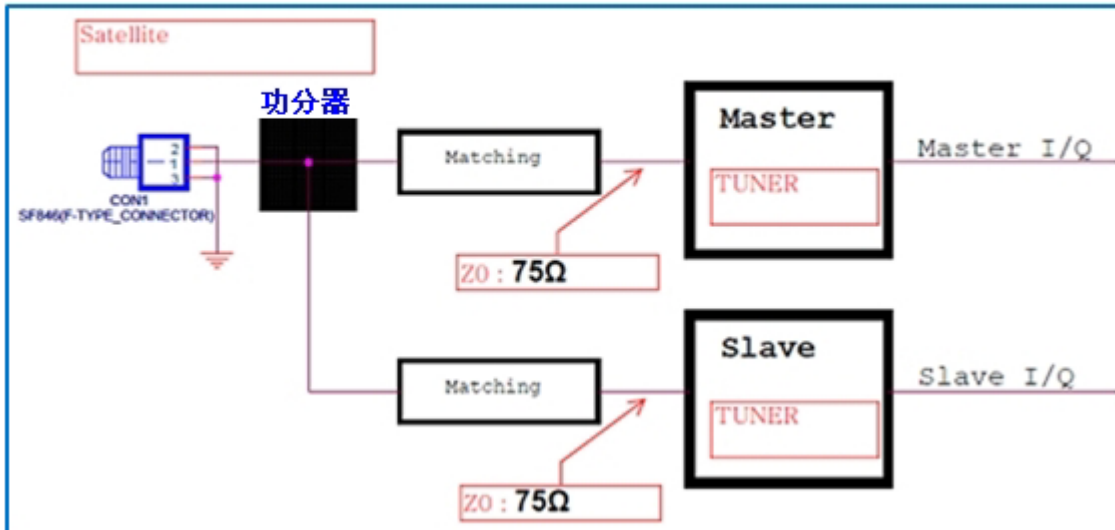 Satellite
功分器
2
1
3
CON1
SF846(F-TYPE_CONNECTOR)
Matching
Master
TUNER
Master I/Q
Z0 : 75Ω
Matching
Slave
TUNER
Slave I/Q
Z0 : 75Ω